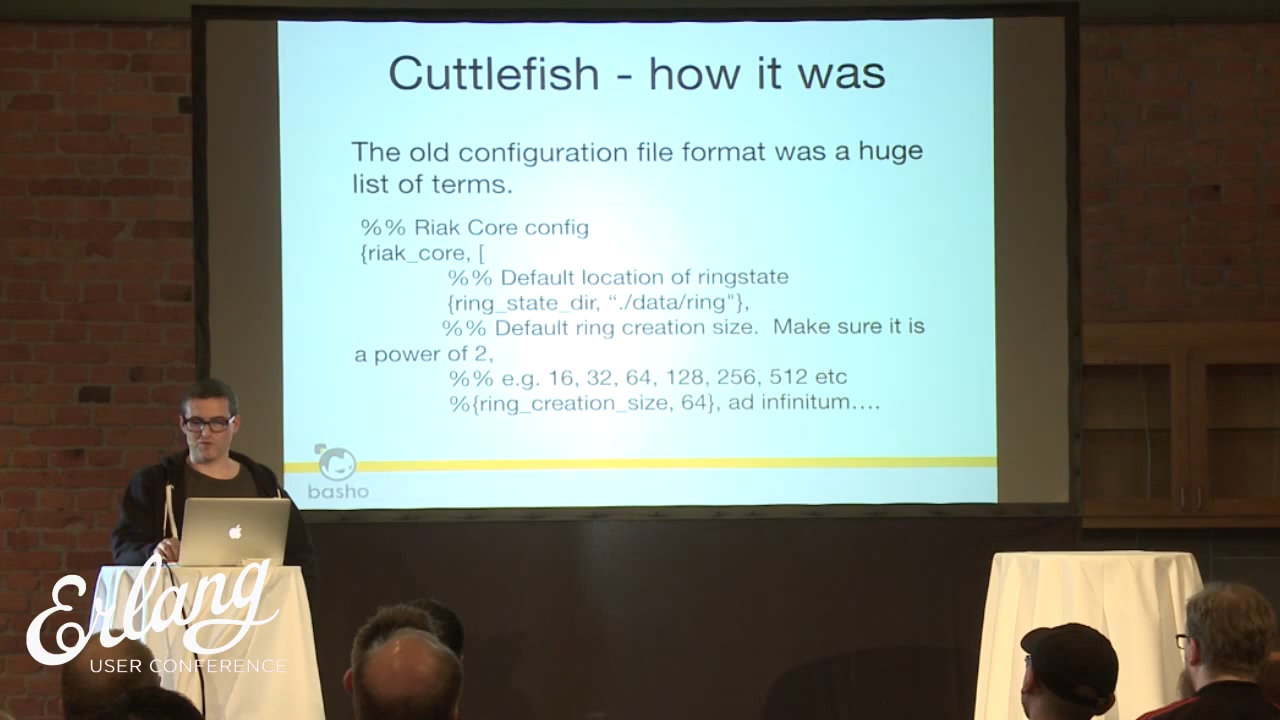 Cuttlefish - how it was
The old configuration file format was a huge
list of terms.
%% Riak Core config
{riak_core, [
%% Default location of ringstate
{ring_state_dir, “./data/ring"},
%% Default ring creation size.  Make sure it is
a power of 2,
%% e.g. 16, 32, 64, 128, 256, 512 etc
%{ring_creation_size, 64}, ad infinitum….
basho
Erlang
USER CONFERENCE